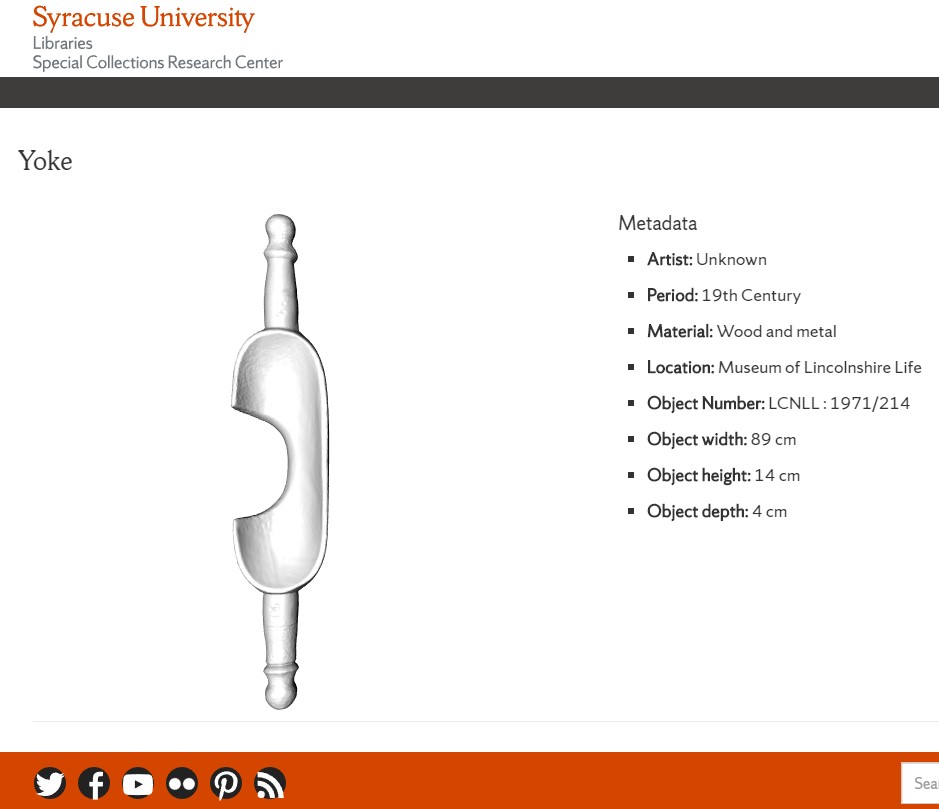 Syracuse University
Libraries
Special Collections Research Center
Yoke
Metadata
Artist: Unknown
Period: 19th Century
Material: Wood and metal
Location: Museum of Lincolnshire Life
Object Number: LCNLL : 1971/214
Object width: 89 cm
Object height: 14 cm
Object depth: 4 cm
Sea